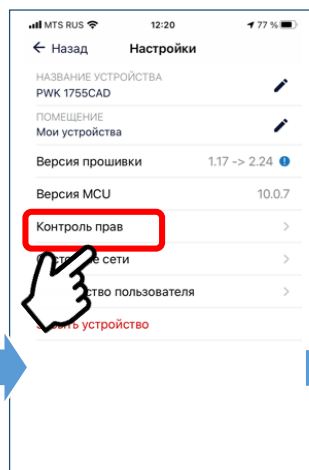 MTS RUS 12:20 77 %
Назад Настройки
НАЗВАНИЕ УСТРОЙСТВА
PWK 1755CAD
ПОМЕЩЕНИЕ
Мои устройства
Версия прошивки 1.17 -> 2.24
Версия MCU 10.0.7
Контроль прав
сети
пользователя
устройство